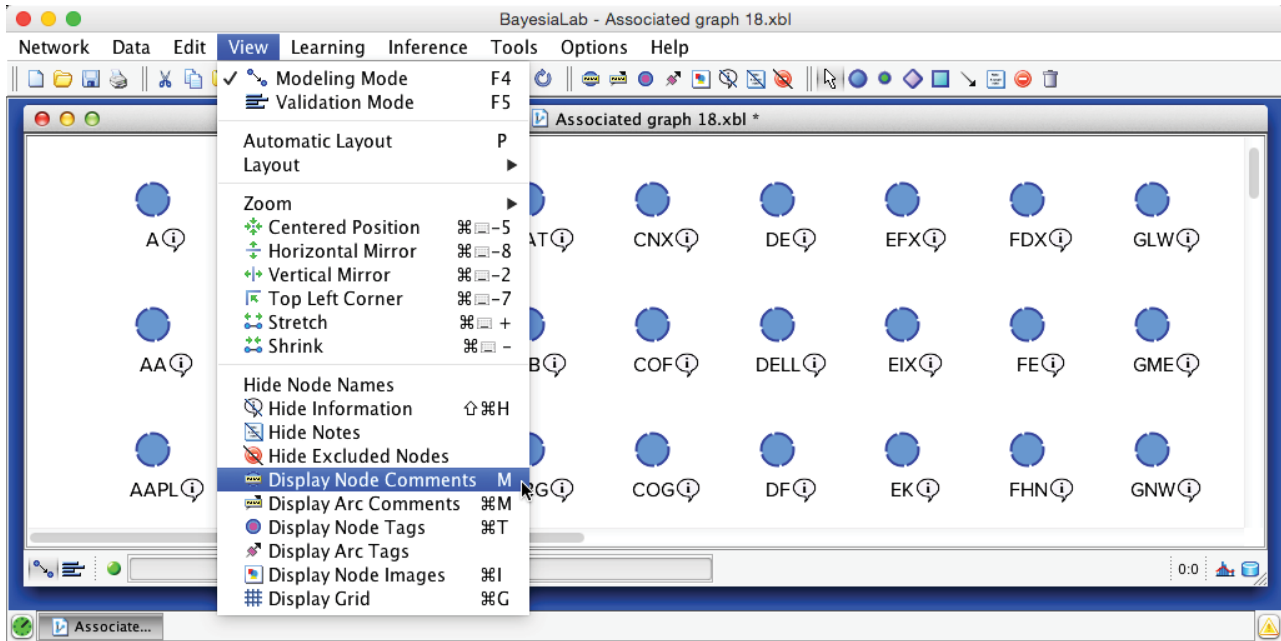 BayesiaLab - Associated graph 18.xbl
Network Data Edit View Learning Inference Tools Options Help
✓ Modeling Mode F4
Validation Mode F5
Associated graph 18.xbl *
Automatic Layout P
Layout ▶
Zoom ▶
Centered Position ⌘⌨-5
Horizontal Mirror ⌘⌨-8
Vertical Mirror ⌘⌨-2
Top Left Corner ⌘⌨-7
Stretch ⌘⌨ +
Shrink ⌘⌨ -
Hide Node Names
Hide Information ⇧⌘H
Hide Notes
Hide Excluded Nodes
Display Node Comments M
Display Arc Comments ⌘M
Display Node Tags ⌘T
Display Arc Tags
Display Node Images ⌘I
Display Grid ⌘G
A AT CNX DE EFX FDX GLW
AA B COF DELL EIX FE GME
AAPL G COG DF EK FHN GNW
0:0
Associate...